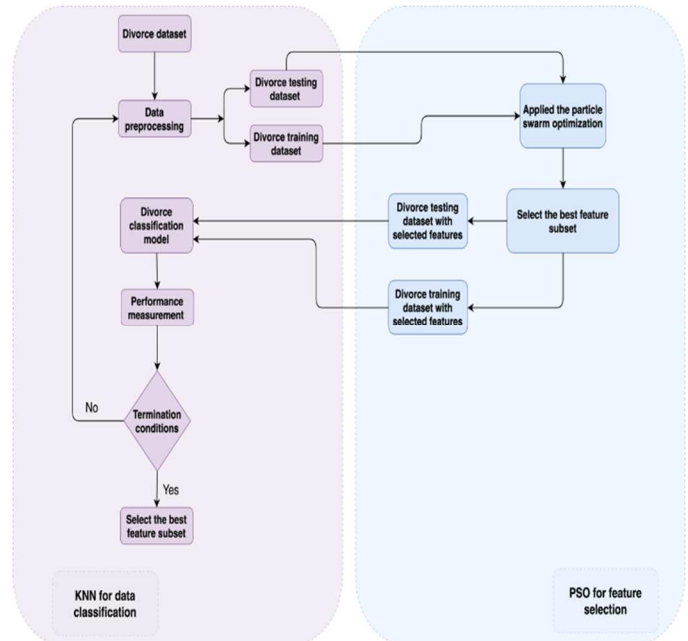 Divorce dataset
Data
preprocessing
Divorce testing
dataset
Divorce training
dataset
Applied the particle
swarm optimization
Select the best feature
subset
Divorce testing
dataset with
selected features
Divorce training
dataset with
selected features
Divorce
classification
model
Performance
measurement
Termination
conditions
No
Yes
Select the best
feature subset
KNN for data
classification
PSO for feature
selection